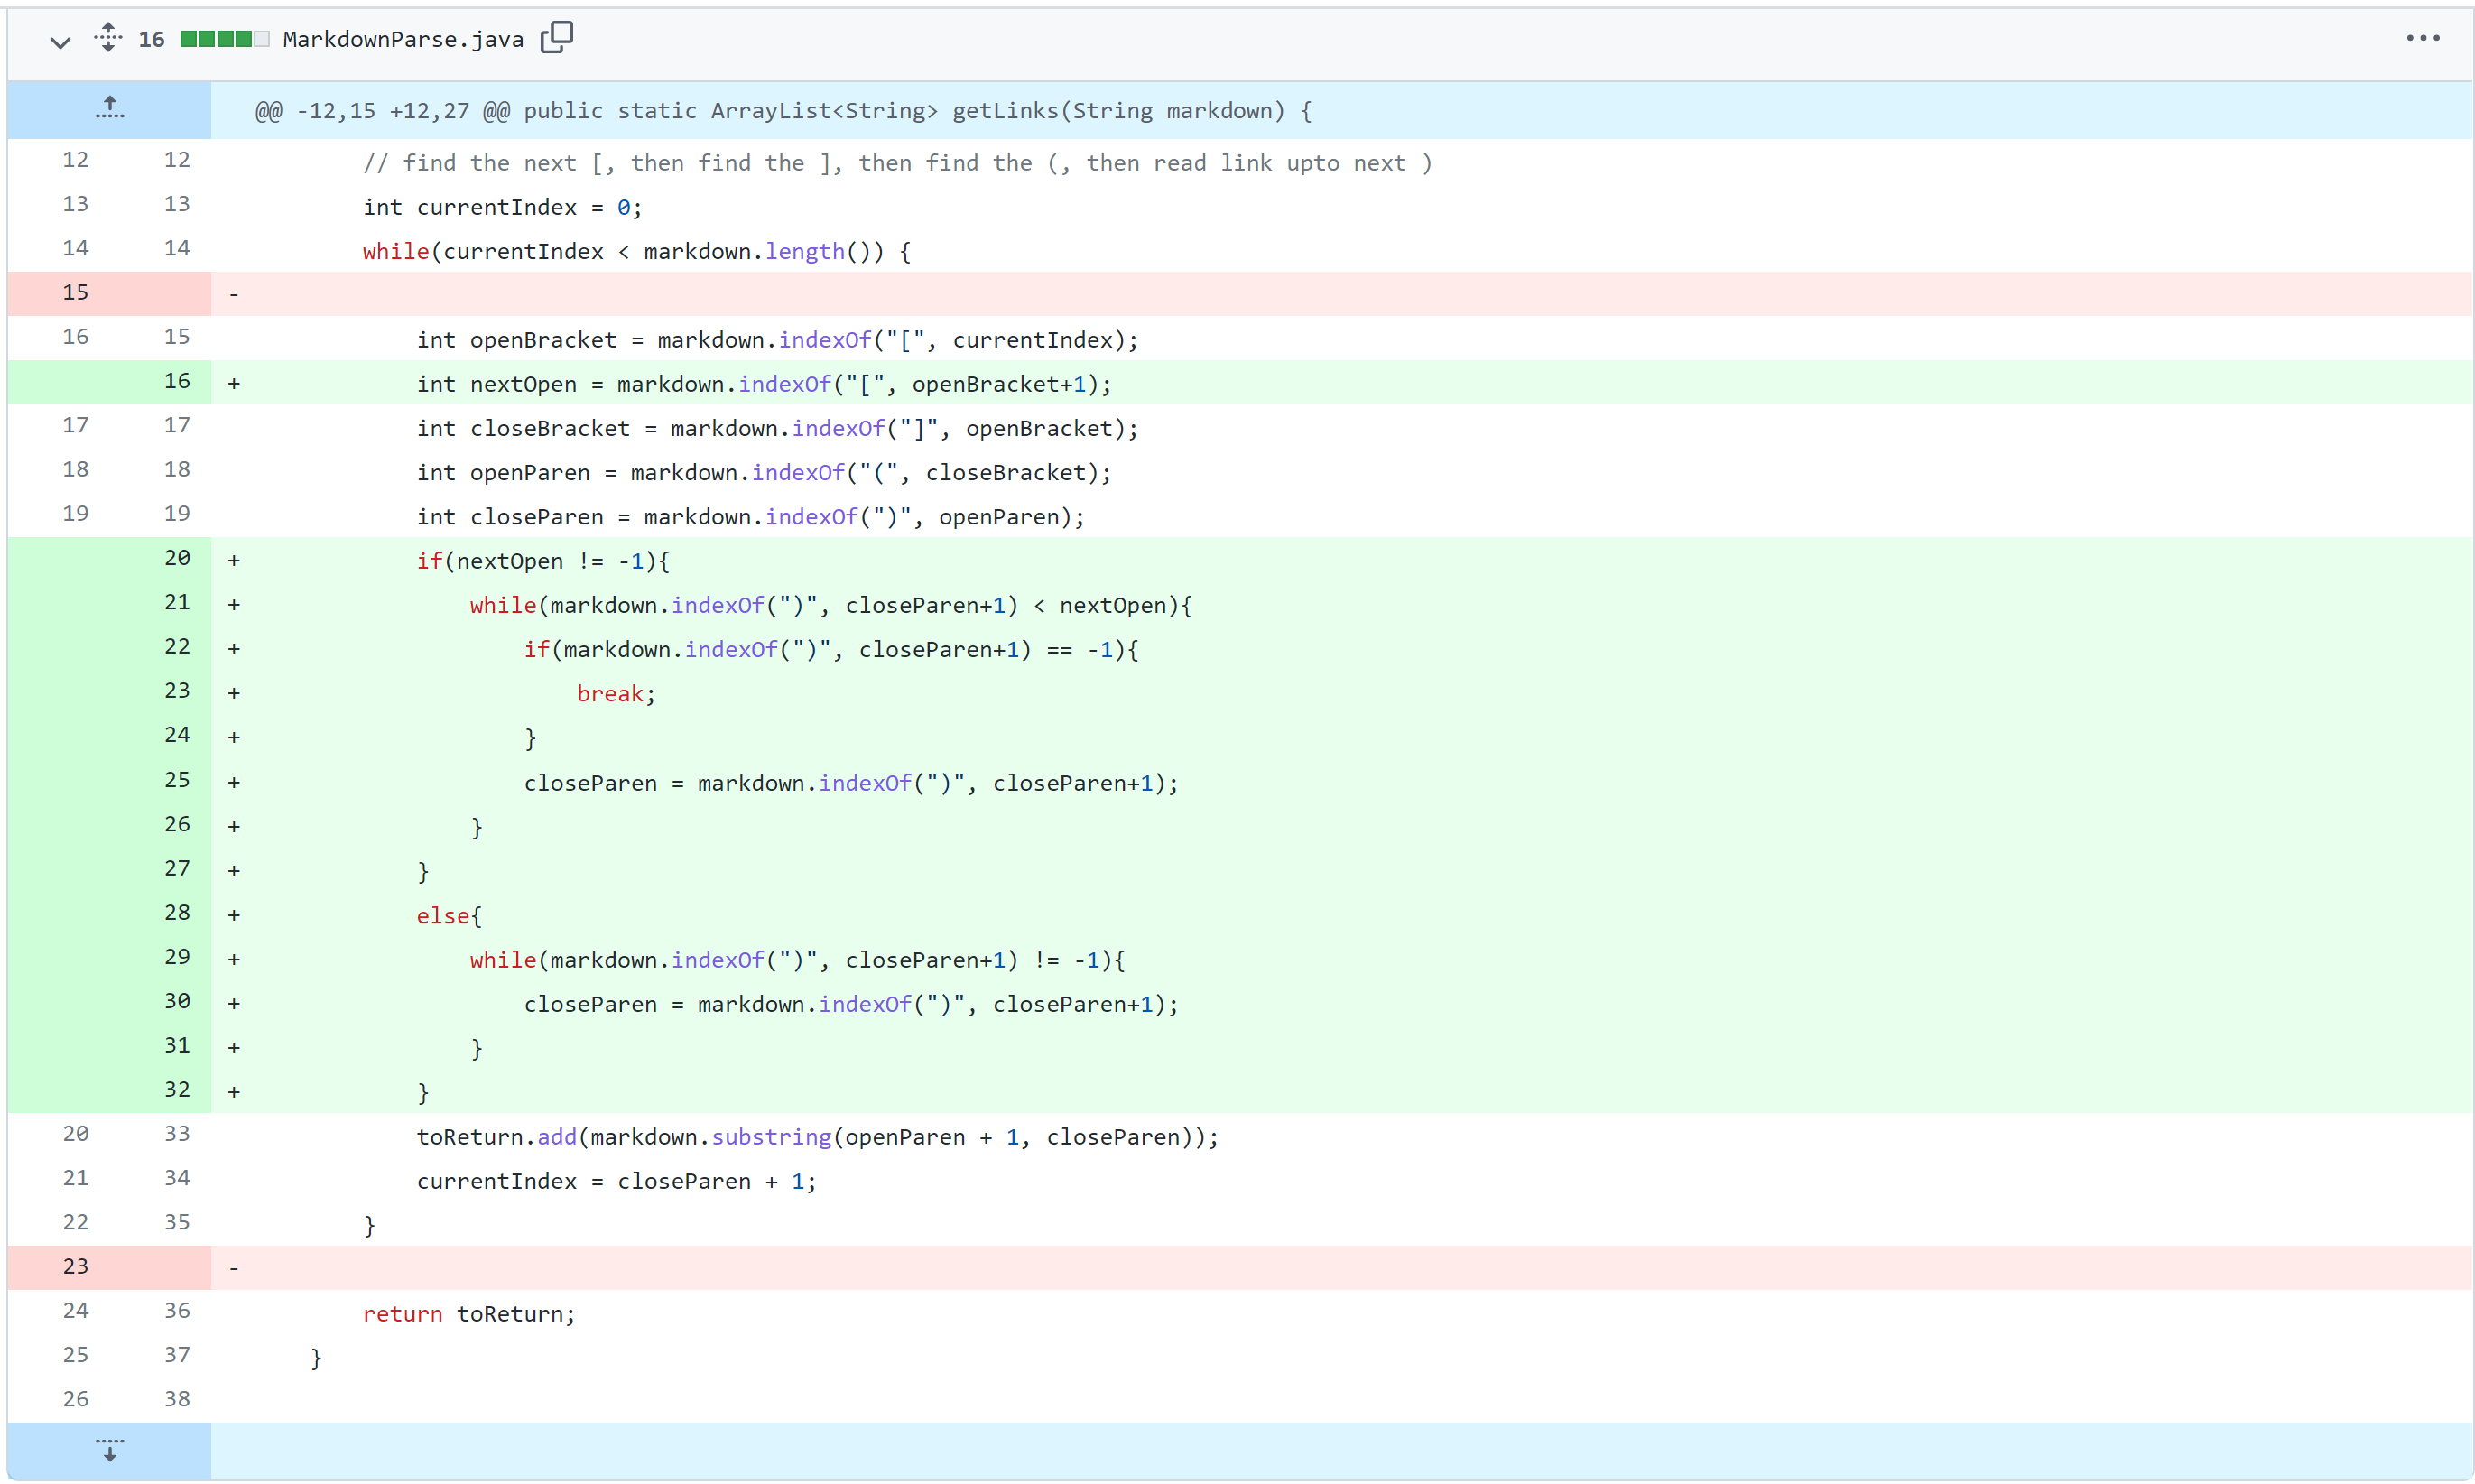 16 MarkdownParse.java
@@ -12,15 +12,27 @@ public static ArrayList<String> getLinks(String markdown) {
12 12 // find the next [, then find the ], then find the (, then read link upto next )
13 13 int currentIndex = 0;
14 14 while(currentIndex < markdown.length()) {
15 -
16 15 int openBracket = markdown.indexOf("[", currentIndex);
16 + int nextOpen = markdown.indexOf("[", openBracket+1);
17 17 int closeBracket = markdown.indexOf("]", openBracket);
18 18 int openParen = markdown.indexOf("(", closeBracket);
19 19 int closeParen = markdown.indexOf(")", openParen);
20 + if(nextOpen != -1){
21 + while(markdown.indexOf(")", closeParen+1) < nextOpen){
22 + if(markdown.indexOf(")", closeParen+1) == -1){
23 + break;
24 + }
25 + closeParen = markdown.indexOf(")", closeParen+1);
26 + }
27 + }
28 + else{
29 + while(markdown.indexOf(")", closeParen+1) != -1){
30 + closeParen = markdown.indexOf(")", closeParen+1);
31 + }
32 + }
20 33 toReturn.add(markdown.substring(openParen + 1, closeParen));
21 34 currentIndex = closeParen + 1;
22 35 }
23 -
24 36 return toReturn;
25 37 }
26 38